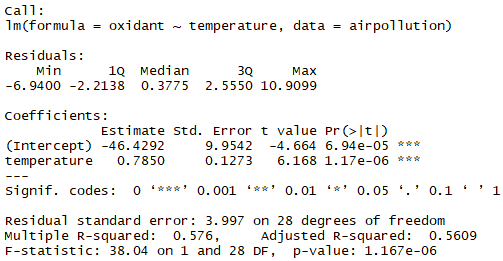 Call:
lm(formula = oxidant ~ temperature, data = airpollution)
Residuals:
Min 1Q Median 3Q Max
-6.9400 -2.2138 0.3775 2.5550 10.9099
Coefficients:
Estimate Std. Error t value Pr(>|t|)
(Intercept) -46.4292 9.9542 -4.664 6.94e-05 ***
temperature 0.7850 0.1273 6.168 1.17e-06 ***
---
Signif. codes: 0 ‘***’ 0.001 ‘**’ 0.01 ‘*’ 0.05 ‘.’ 0.1 ‘ ’ 1
Residual standard error: 3.997 on 28 degrees of freedom
Multiple R-squared: 0.576, Adjusted R-squared: 0.5609
F-statistic: 38.04 on 1 and 28 DF, p-value: 1.167e-06